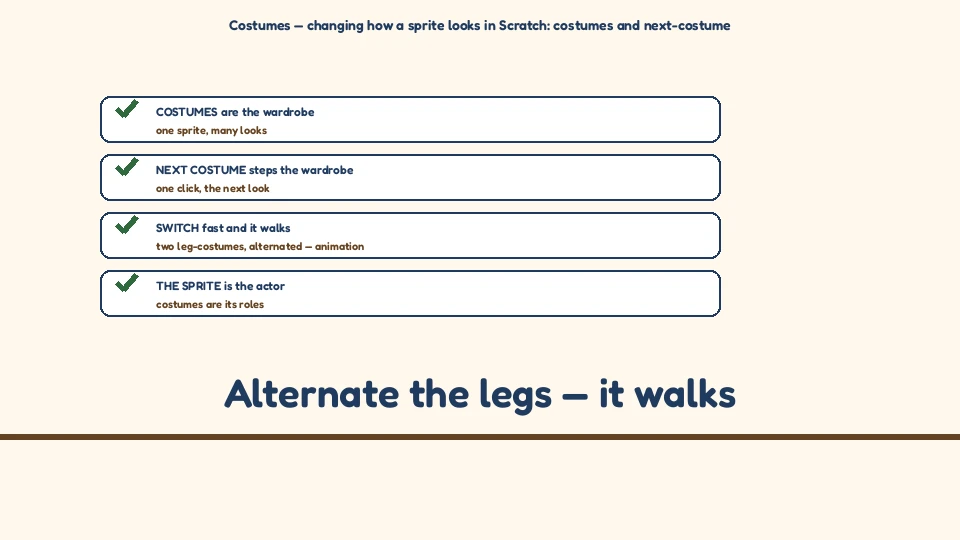 Costumes — changing how a sprite looks in Scratch: costumes and next-costume
COSTUMES are the wardrobe
one sprite, many looks
NEXT COSTUME steps the wardrobe
one click, the next look
SWITCH fast and it walks
two leg-costumes, alternated — animation
THE SPRITE is the actor
costumes are its roles
Alternate the legs — it walks